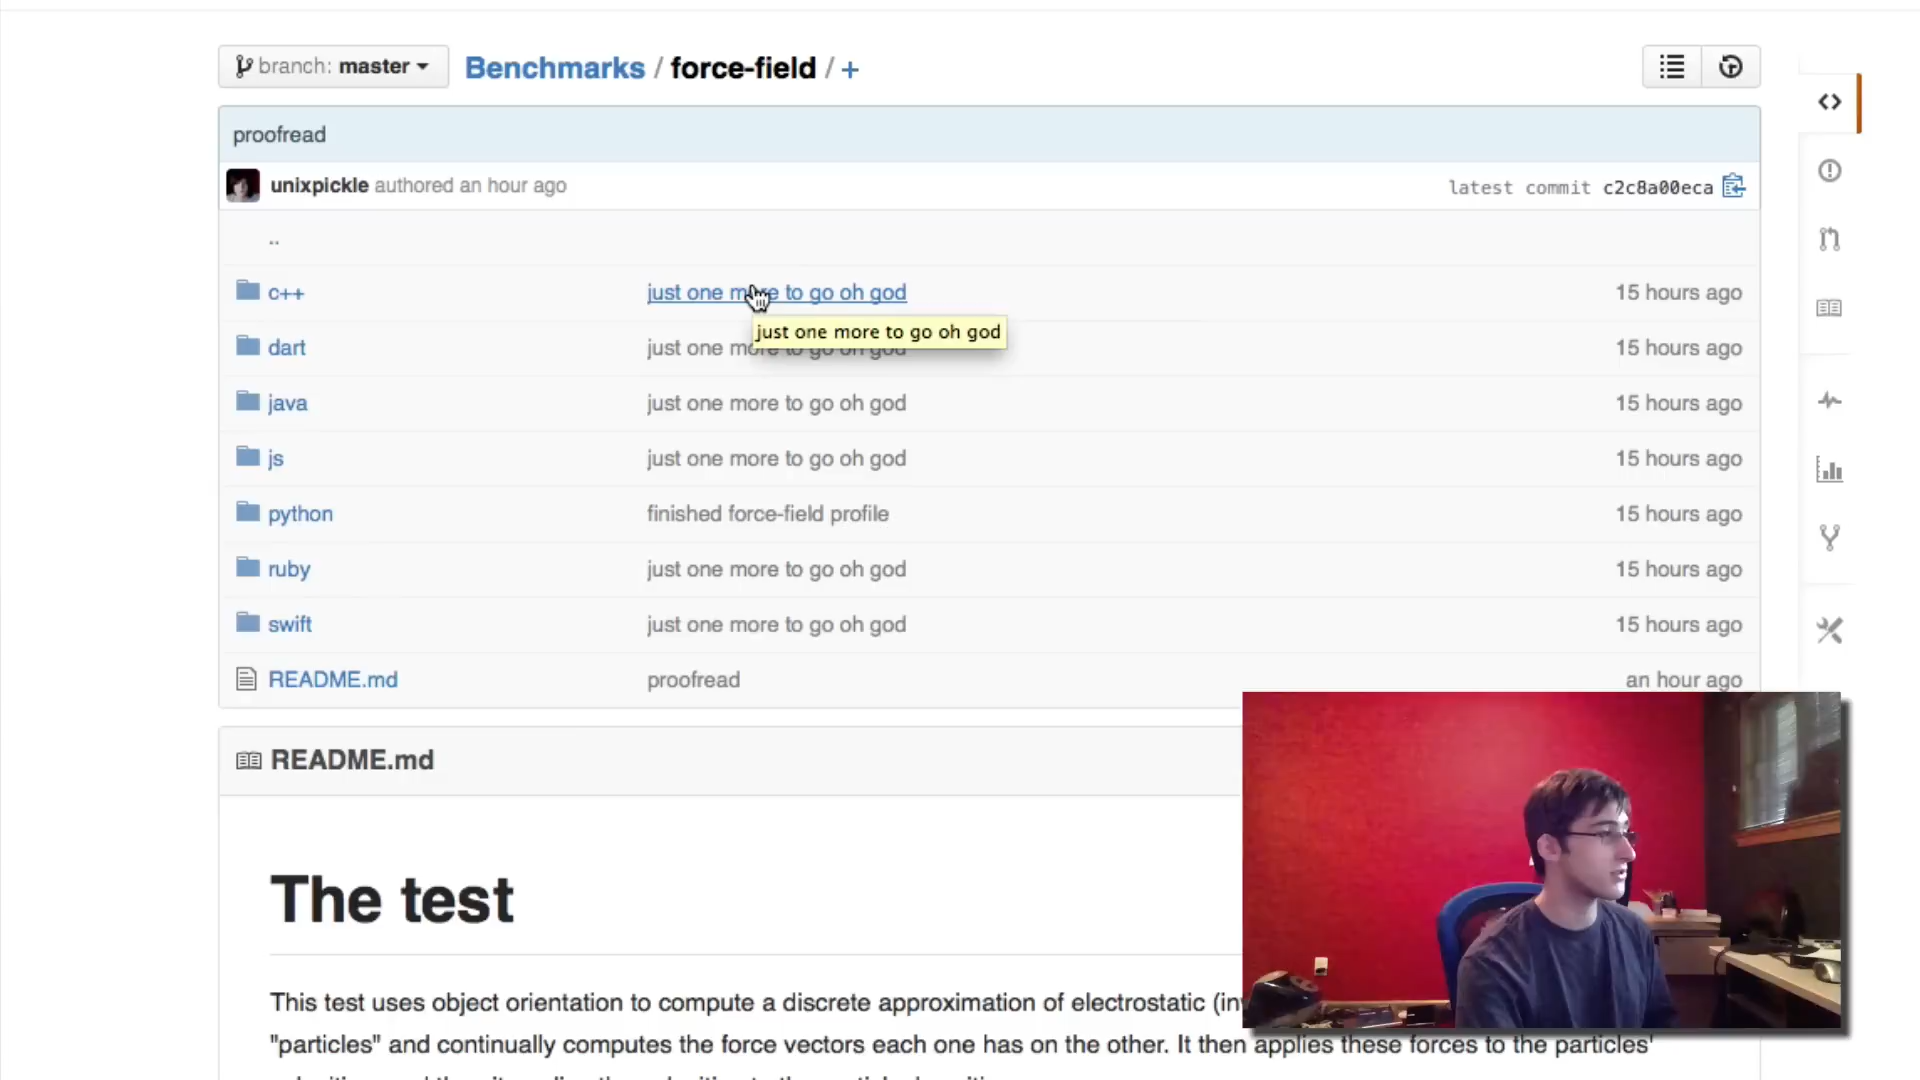 branch: master Benchmarks / force-field / +
proofread
unixpickle authored an hour ago latest commit c2c8a00eca
..
c++ just one more to go oh god 15 hours ago
just one more to go oh god
dart just one more to go oh god 15 hours ago
java just one more to go oh god 15 hours ago
js just one more to go oh god 15 hours ago
python finished force-field profile 15 hours ago
ruby just one more to go oh god 15 hours ago
swift just one more to go oh god 15 hours ago
README.md proofread an hour ago
README.md
The test
This test uses object orientation to compute a discrete approximation of electrostatic
"particles" and continually computes the force vectors each one has on the other. It then applies these forces to the particles'